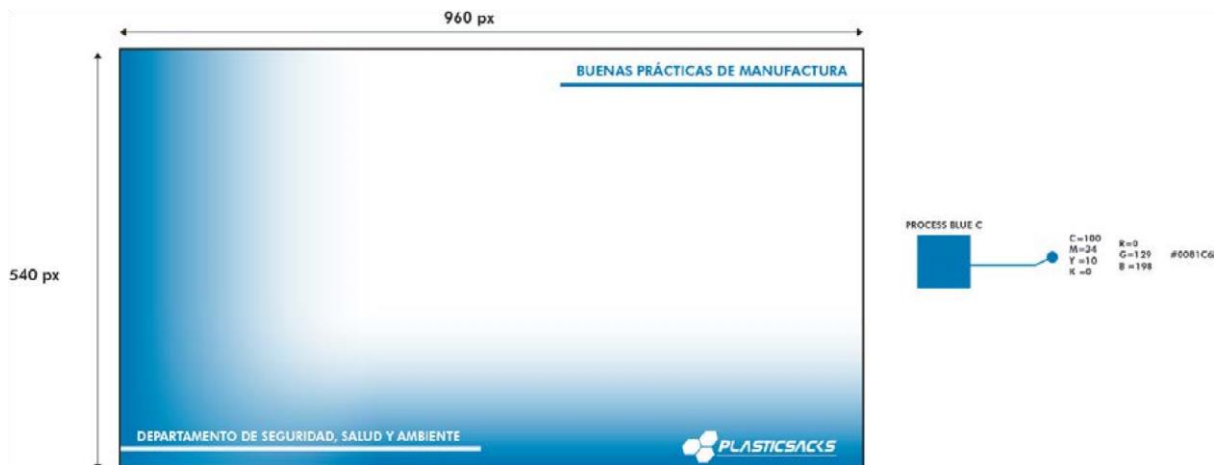 960 px
BUENAS PRÁCTICAS DE MANUFACTURA
540 px
PROCESS BLUE C
C=100
M=34
Y=10
K=0
R=0
G=129
B=198
#0081C6
DEPARTAMENTO DE SEGURIDAD, SALUD Y AMBIENTE
PLASTICSACKS